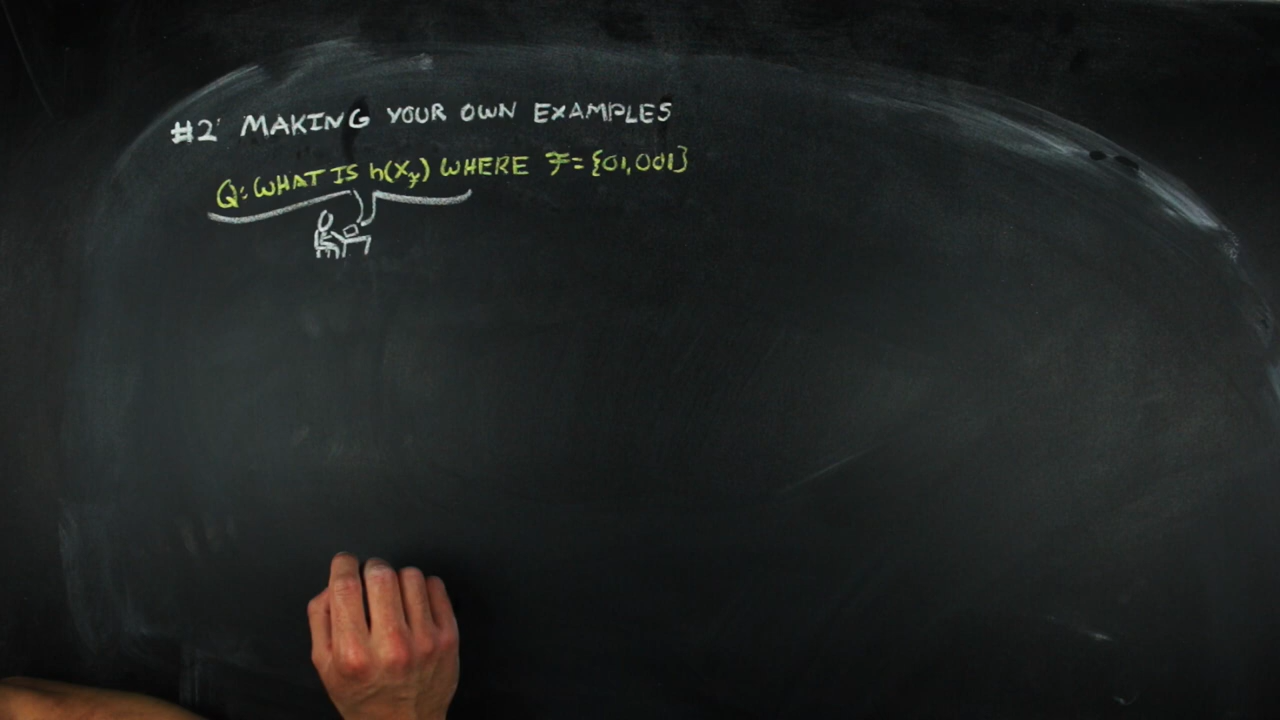 #2 MAKING YOUR OWN EXAMPLES
Q: WHAT IS h(X_F) WHERE F = {01,001}